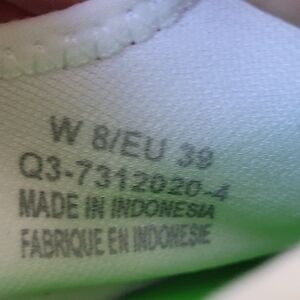 W 8/EU 39
Q3-7312020-4
MADE IN INDONESIA
FABRIQUE EN INDONESIE